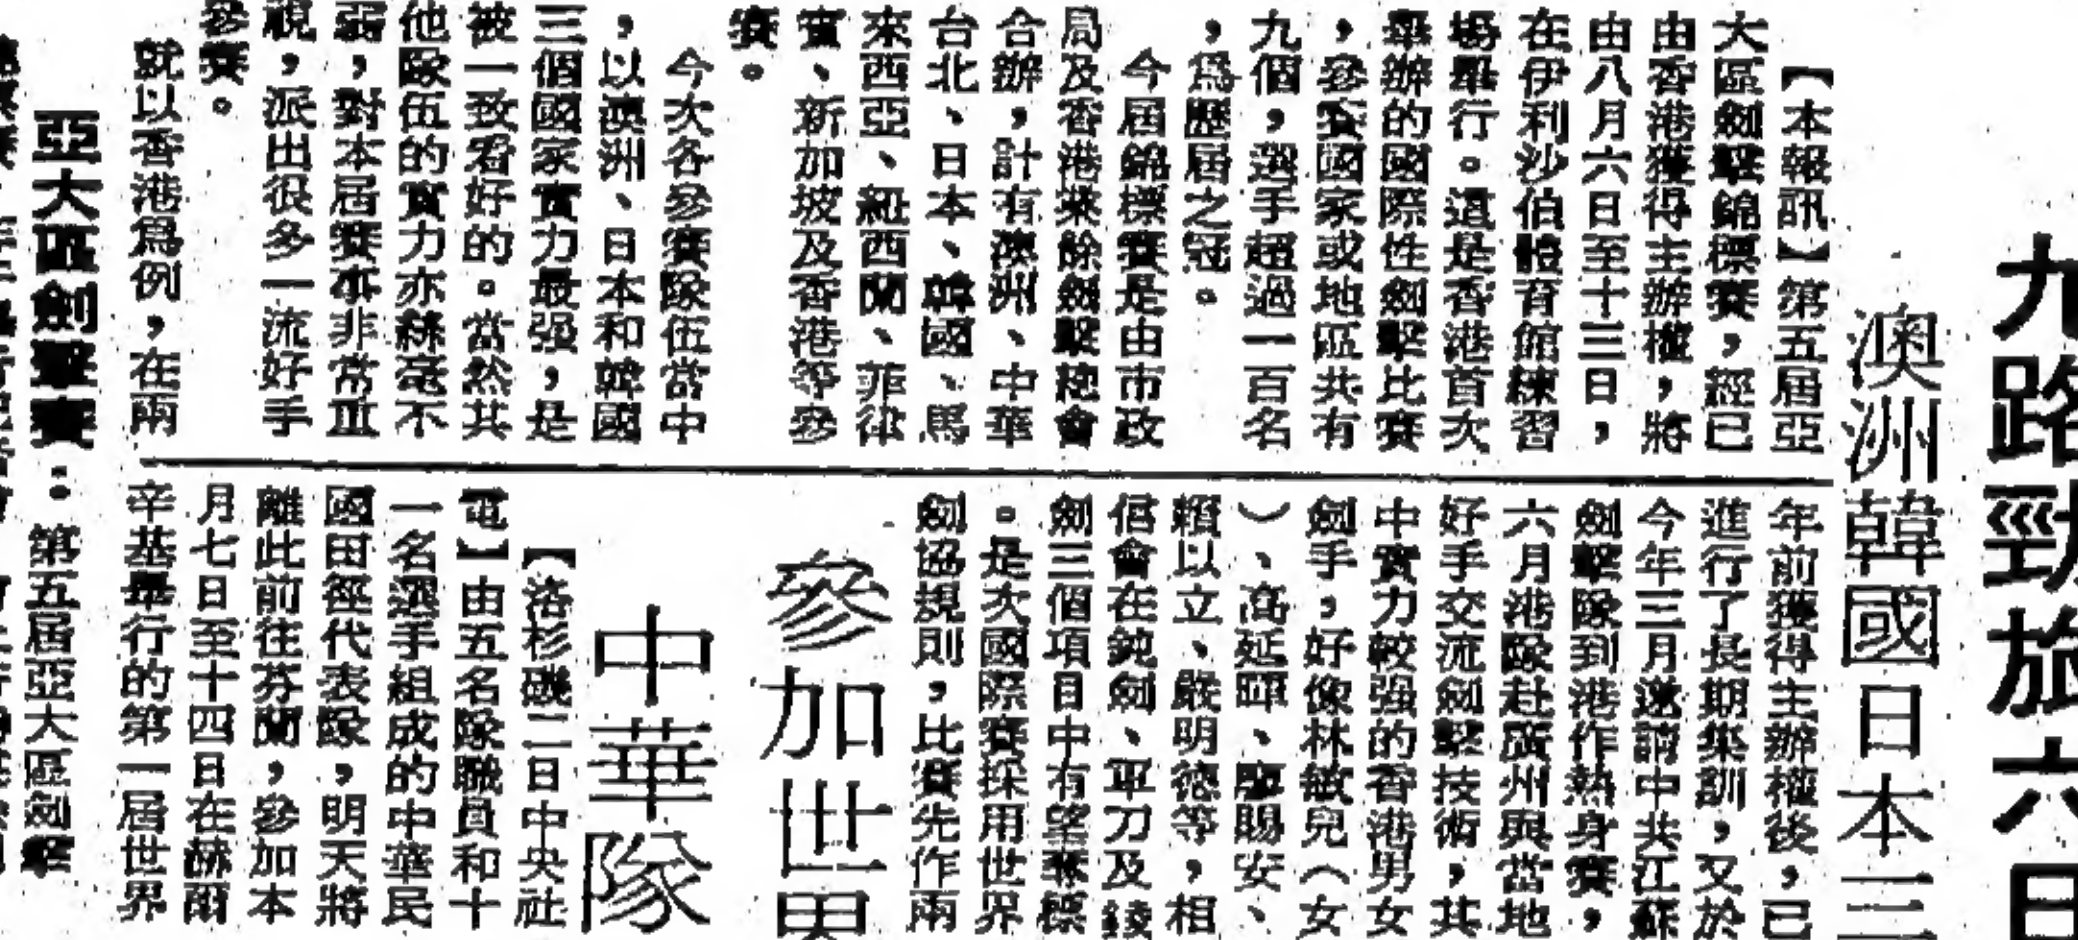 九路勁旅六日
澳洲韓國日本三
【本報訊】第五屆亞
大區劍擊錦標賽，經已
由香港獲得主辦權，將
由八月六日至十三日，
在伊利沙伯體育館練習
場舉行。這是香港首次
舉辦的國際性劍擊比賽
，參賽國家或地區共有
九個，選手超過一百名
，爲歷屆之冠。
今屆錦標賽是由市政
局及香港業餘劍擊總會
合辦，計有澳洲、中華
台北、日本、韓國、馬
來西亞、紐西蘭、菲律
賓、新加坡及香港等參
賽。
今次各參賽隊伍當中
，以澳洲、日本和韓國
三個國家實力最强，是
被一致看好的。當然其
他隊伍的實力亦絲毫不
弱，對本屆賽事非常重
視，派出很多一流好手
參賽。
就以香港爲例，在兩
年前獲得主辦權後，已
進行了長期集訓，又於
今年三月邀請中共江蘇
劍擊隊到港作熱身賽，
六月港隊赴廣州與當地
好手交流劍擊技術，其
中實力較强的香港男女
劍手，好像林敏兒（女
）、高延暉、廖賜安、
賴以立、嚴明德等，相
信會在鈍劍、軍刀及銳
劍三個項目中有望奪標
。是次國際賽採用世界
劍協規則，比賽先作兩
參加世界
中華隊
【洛杉磯二日中央社
電】由五名隊職員和十
一名選手組成的中華民
國田徑代表隊，明天將
離此前往芬蘭，參加本
月七日至十四日在赫爾
辛基舉行的第一屆世界
亞大區劍擊賽：第五屆亞大區劍擊